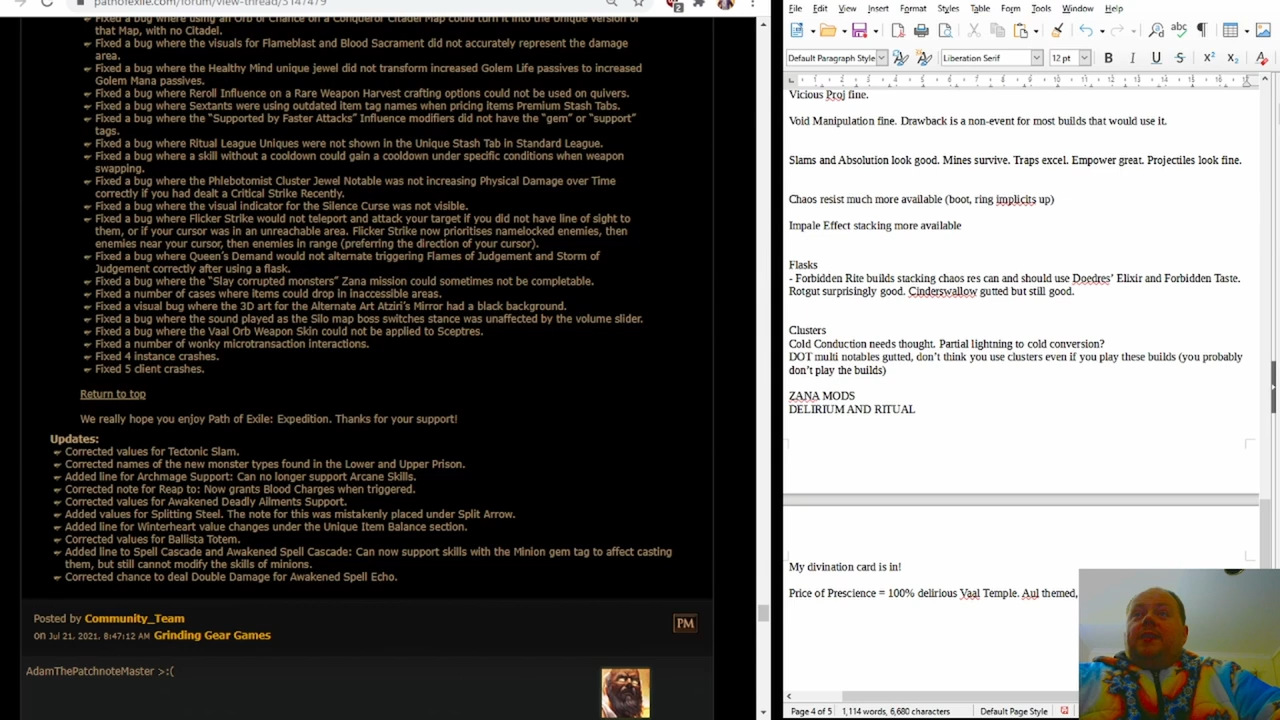 pathofexile.com/forum/view-thread/3147479
2
Fixed a bug where using an Orb of Chance on a Conqueror Citadel Map could turn it into the Unique version of
that Map, with no Citadel.
Fixed a bug where the visuals for Flameblast and Blood Sacrament did not accurately represent the damage
area.
Fixed a bug where the Healthy Mind unique jewel did not transform increased Golem Life passives to increased
Golem Mana passives.
Fixed a bug where Reroll Influence on a Rare Weapon Harvest crafting options could not be used on quivers.
Fixed a bug where Sextants were using outdated item tag names when pricing items Premium Stash Tabs.
Fixed a bug where the “Supported by Faster Attacks” Influence modifiers did not have the “gem” or “support”
tags.
Fixed a bug where Ritual League Uniques were not shown in the Unique Stash Tab in Standard League.
Fixed a bug where a skill without a cooldown could gain a cooldown under specific conditions when weapon
swapping.
Fixed a bug where the Phlebotomist Cluster Jewel Notable was not increasing Physical Damage over Time
correctly if you had dealt a Critical Strike Recently.
Fixed a bug where the visual indicator for the Silence Curse was not visible.
Fixed a bug where Flicker Strike would not teleport and attack your target if you did not have line of sight to
them, or if your cursor was in an unreachable area. Flicker Strike now prioritises namelocked enemies, then
enemies near your cursor, then enemies in range (preferring the direction of your cursor).
Fixed a bug where Queen's Demand would not alternate triggering Flames of Judgement and Storm of
Judgement correctly after using a flask.
Fixed a bug where the “Slay corrupted monsters” Zana mission could sometimes not be completable.
Fixed a number of cases where items could drop in inaccessible areas.
Fixed a visual bug where the 3D art for the Alternate Art Atziri's Mirror had a black background.
Fixed a bug where the sound played as the Silo map boss switches stance was unaffected by the volume slider.
Fixed a bug where the Vaal Orb Weapon Skin could not be applied to Sceptres.
Fixed a number of wonky microtransaction interactions.
Fixed 4 instance crashes.
Fixed 5 client crashes.
Return to top
We really hope you enjoy Path of Exile: Expedition. Thanks for your support!
Updates:
Corrected values for Tectonic Slam.
Corrected names of the new monster types found in the Lower and Upper Prison.
Added line for Archmage Support: Can no longer support Arcane Skills.
Corrected note for Reap to: Now grants Blood Charges when triggered.
Corrected values for Awakened Deadly Ailments Support.
Added values for Splitting Steel. The note for this was mistakenly placed under Split Arrow.
Added line for Winterheart value changes under the Unique Item Balance section.
Corrected values for Ballista Totem.
Added line to Spell Cascade and Awakened Spell Cascade: Can now support skills with the Minion gem tag to affect casting
them, but still cannot modify the skills of minions.
Corrected chance to deal Double Damage for Awakened Spell Echo.
Posted by Community_Team
on Jul 21, 2021, 8:47:12 AM Grinding Gear Games
PM
AdamThePatchnoteMaster >:(
File Edit View Insert Format Styles Table Form Tools Window Help
Default Paragraph Style Liberation Serif 12 pt B I U S X² X₂ A
Vicious Proj fine.
Void Manipulation fine. Drawback is a non-event for most builds that would use it.
Slams and Absolution look good. Mines survive. Traps excel. Empower great. Projectiles look fine.
Chaos resist much more available (boot, ring implicits up)
Impale Effect stacking more available
Flasks
- Forbidden Rite builds stacking chaos res can and should use Doedres’ Elixir and Forbidden Taste.
Rotgut surprisingly good. Cinderswallow gutted but still good.
Clusters
Cold Conduction needs thought. Partial lightning to cold conversion?
DOT multi notables gutted, don’t think you use clusters even if you play these builds (you probably
don’t play the builds)
ZANA MODS
DELIRIUM AND RITUAL
My divination card is in!
Price of Prescience = 100% delirious Vaal Temple. Aul themed,
Page 4 of 5 1,114 words, 6,680 characters Default Page Style